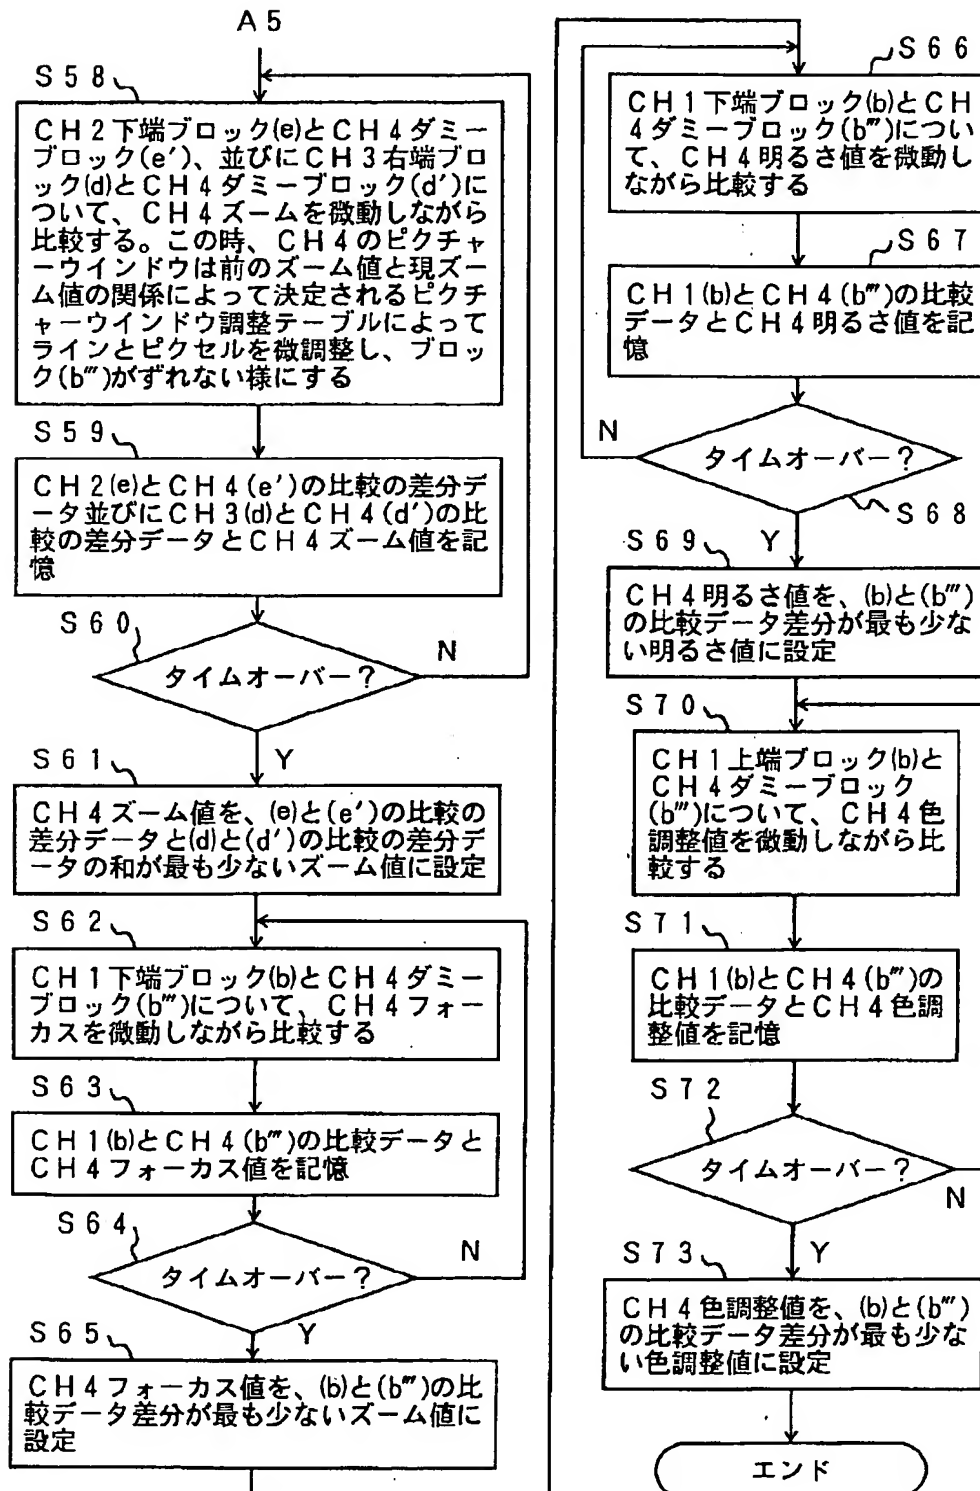 A5
S58
CH2下端ブロック(e)とCH4ダミー
ブロック(e′)、並びにCH3右端ブロ
ック(d)とCH4ダミーブロック(d′)に
ついて、CH4ズームを微動しながら
比較する。この時、CH4のピクチャ
ーウインドウは前のズーム値と現ズー
ム値の関係によって決定されるピクチ
ャーウインドウ調整テーブルによって
ラインとピクセルを微調整し、ブロッ
ク(b‴)がずれない様にする
S59
CH2(e)とCH4(e′)の比較の差分デ
ータ並びにCH3(d)とCH4(d′)の比
較の差分データとCH4ズーム値を記
憶
S60
タイムオーバー?
N
Y
S61
CH4ズーム値を、(e)と(e′)の比較の
差分データと(d)と(d′)の比較の差分デ
ータの和が最も少ないズーム値に設定
S62
CH1下端ブロック(b)とCH4ダミー
ブロック(b‴)について、CH4フォー
カスを微動しながら比較する
S63
CH1(b)とCH4(b‴)の比較データと
CH4フォーカス値を記憶
S64
タイムオーバー?
N
Y
S65
CH4フォーカス値を、(b)と(b‴)の比
較データ差分が最も少ないズーム値に
設定
S66
CH1下端ブロック(b)とCH
4ダミーブロック(b‴)につい
て、CH4明るさ値を微動し
ながら比較する
S67
CH1(b)とCH4(b‴)の比較
データとCH4明るさ値を記
憶
N
タイムオーバー?
S68
Y
S69
CH4明るさ値を、(b)と(b‴)
の比較データ差分が最も少な
い明るさ値に設定
S70
CH1上端ブロック(b)と
CH4ダミーブロック
(b‴)について、CH4色
調整値を微動しながら比
較する
S71
CH1(b)とCH4(b‴)の
比較データとCH4色調
整値を記憶
S72
タイムオーバー?
N
Y
S73
CH4色調整値を、(b)と(b‴)
の比較データ差分が最も少な
い色調整値に設定
エンド